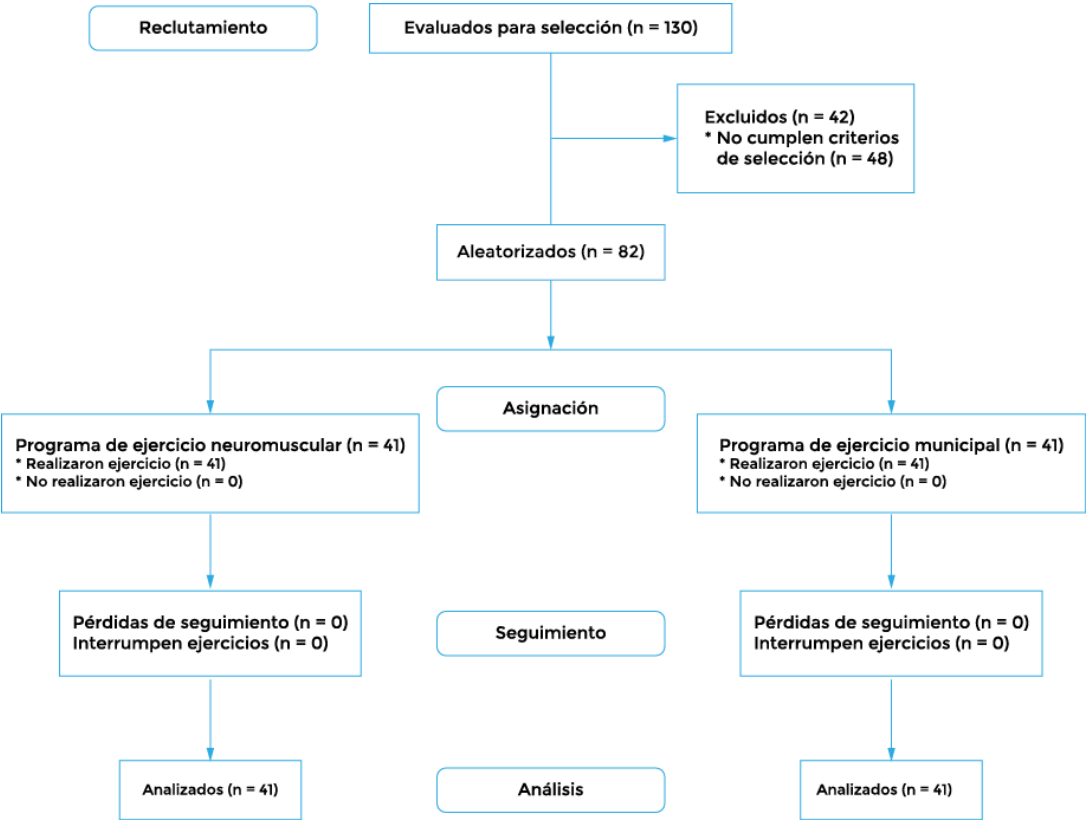 Reclutamiento
Evaluados para selección (n = 130)
Excluidos (n = 42)
* No cumplen criterios
de selección (n = 48)
Aleatorizados (n = 82)
Asignación
Programa de ejercicio neuromuscular (n = 41)
* Realizaron ejercicio (n = 41)
* No realizaron ejercicio (n = 0)
Programa de ejercicio municipal (n = 41)
* Realizaron ejercicio (n = 41)
* No realizaron ejercicio (n = 0)
Pérdidas de seguimiento (n = 0)
Interrumpen ejercicios (n = 0)
Seguimiento
Pérdidas de seguimiento (n = 0)
Interrumpen ejercicios (n = 0)
Analizados (n = 41)
Análisis
Analizados (n = 41)